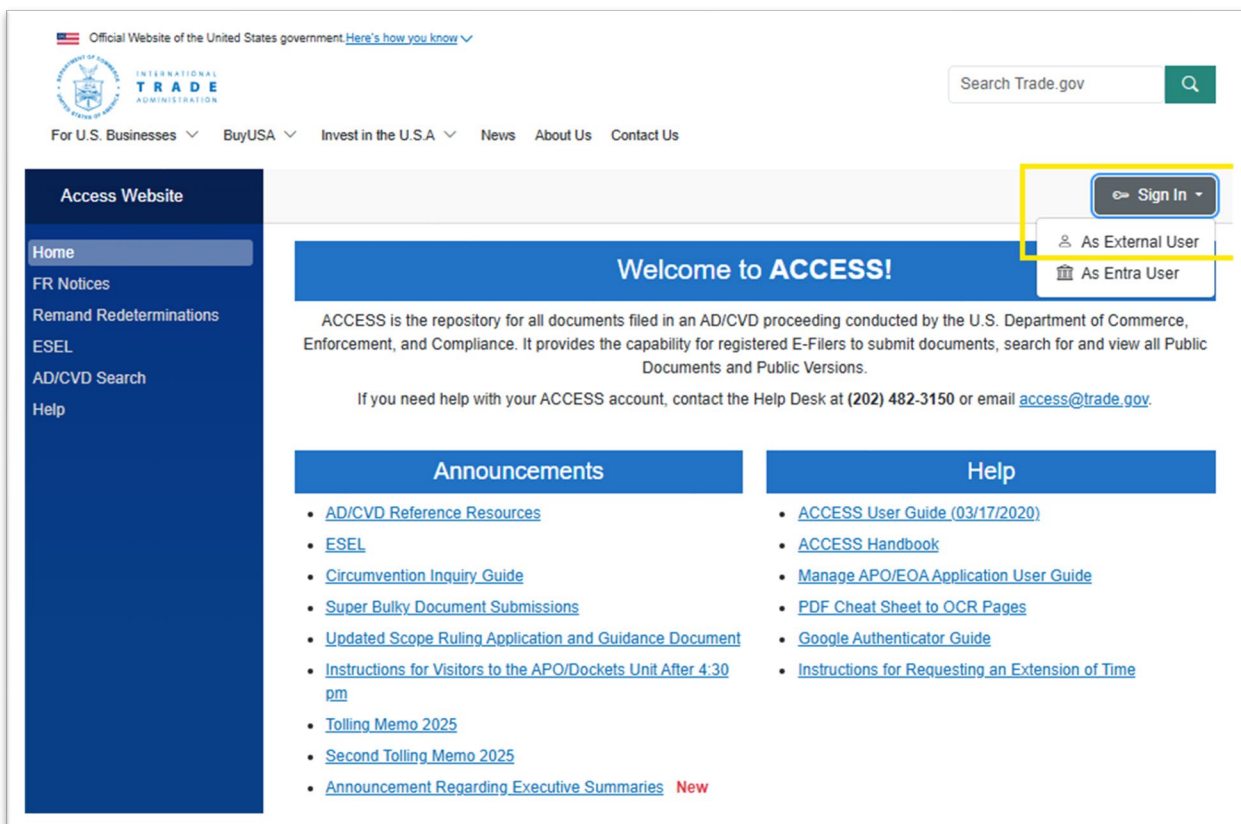 Official Website of the United States government. Here's how you know
DEPARTMENT OF COMMERCE
UNITED STATES OF AMERICA
INTERNATIONAL
TRADE
ADMINISTRATION
Search Trade.gov
For U.S. Businesses
BuyUSA
Invest in the U.S.A
News
About Us
Contact Us
Access Website
Sign In
As External User
As Entra User
Home
FR Notices
Remand Redeterminations
ESEL
AD/CVD Search
Help
Welcome to ACCESS!
ACCESS is the repository for all documents filed in an AD/CVD proceeding conducted by the U.S. Department of Commerce,
Enforcement, and Compliance. It provides the capability for registered E-Filers to submit documents, search for and view all Public
Documents and Public Versions.
If you need help with your ACCESS account, contact the Help Desk at (202) 482-3150 or email access@trade.gov.
Announcements
• AD/CVD Reference Resources
• ESEL
• Circumvention Inquiry Guide
• Super Bulky Document Submissions
• Updated Scope Ruling Application and Guidance Document
• Instructions for Visitors to the APO/Dockets Unit After 4:30
pm
• Tolling Memo 2025
• Second Tolling Memo 2025
• Announcement Regarding Executive Summaries New
Help
• ACCESS User Guide (03/17/2020)
• ACCESS Handbook
• Manage APO/EOA Application User Guide
• PDF Cheat Sheet to OCR Pages
• Google Authenticator Guide
• Instructions for Requesting an Extension of Time